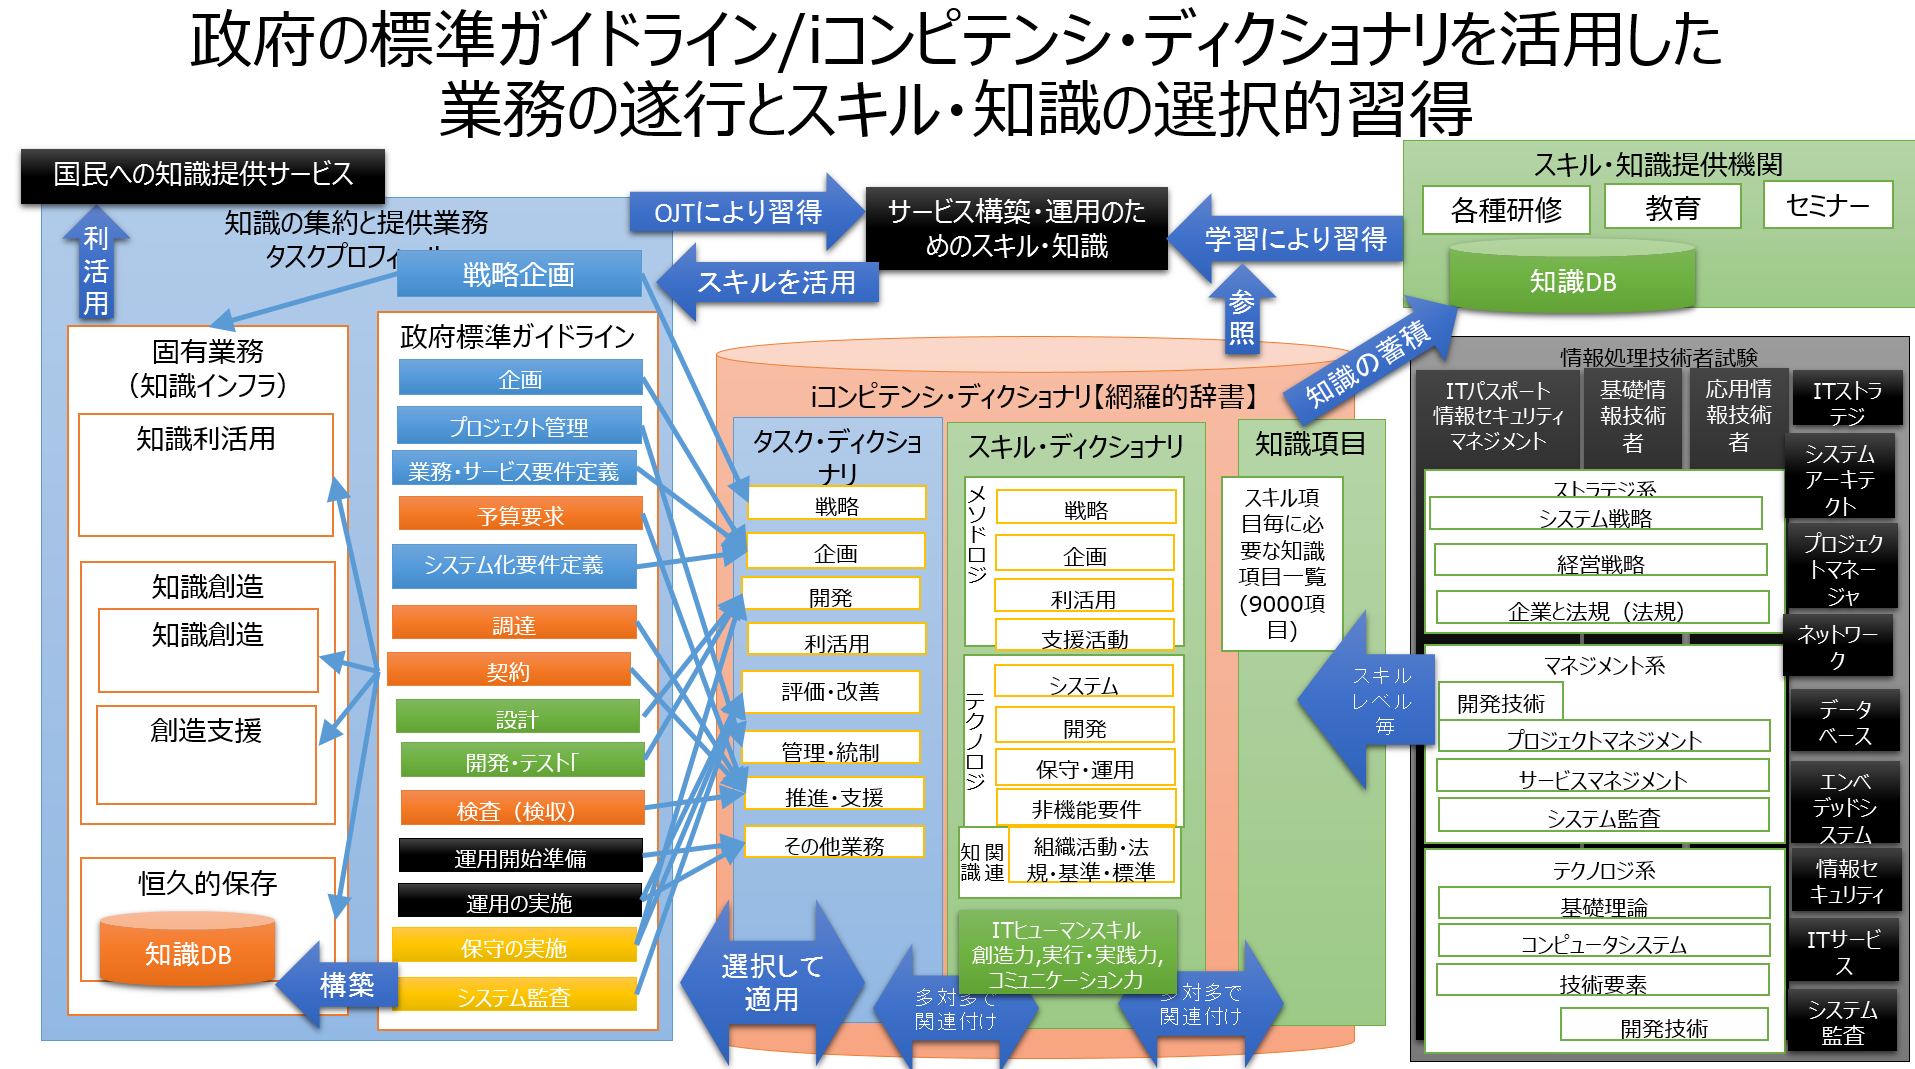 政府の標準ガイドライン/iコンピテンシ・ディクショナリを活用した
業務の遂行とスキル・知識の選択的習得
国民への知識提供サービス
利
活
用
知識の集約と提供業務
タスクプロフィール
戦略企画
固有業務
（知識インフラ）
知識利活用
知識創造
知識創造
創造支援
恒久的保存
知識DB
構築
政府標準ガイドライン
企画
プロジェクト管理
業務・サービス要件定義
予算要求
システム化要件定義
調達
契約
設計
開発・テスト「
検査（検収）
運用開始準備
運用の実施
保守の実施
システム監査
OJTにより習得
スキルを活用
サービス構築・運用のた
めのスキル・知識
学習により習得
参
照
スキル・知識提供機関
各種研修
教育
セミナー
知識DB
知識の蓄積
iコンピテンシ・ディクショナリ【網羅的辞書】
タスク・ディクショ
ナリ
戦略
企画
開発
利活用
評価・改善
管理・統制
推進・支援
その他業務
スキル・ディクショナリ
メソドロジ
戦略
企画
利活用
支援活動
テクノロジ
システム
開発
保守・運用
非機能要件
関連
知識
組織活動・法
規・基準・標準
ITヒューマンスキル
創造力,実行・実践力,
コミュニケーション力
知識項目
スキル項
目毎に必
要な知識
項目一覧
(9000項
目)
選択して
適用
多対多で
関連付け
多対多で
関連付け
スキル
レベル
毎
情報処理技術者試験
ITパスポート
情報セキュリティ
マネジメント
基礎情
報技術
者
応用情
報技術
者
ITストラ
テジ
システム
アーキテ
クト
プロジェク
トマネー
ジャ
ネットワー
ク
データ
ベース
エンベ
デッドシ
ステム
情報セ
キュリティ
ITサービ
ス
システム
監査
ストラテジ系
システム戦略
経営戦略
企業と法規（法規）
マネジメント系
開発技術
プロジェクトマネジメント
サービスマネジメント
システム監査
テクノロジ系
基礎理論
コンピュータシステム
技術要素
開発技術